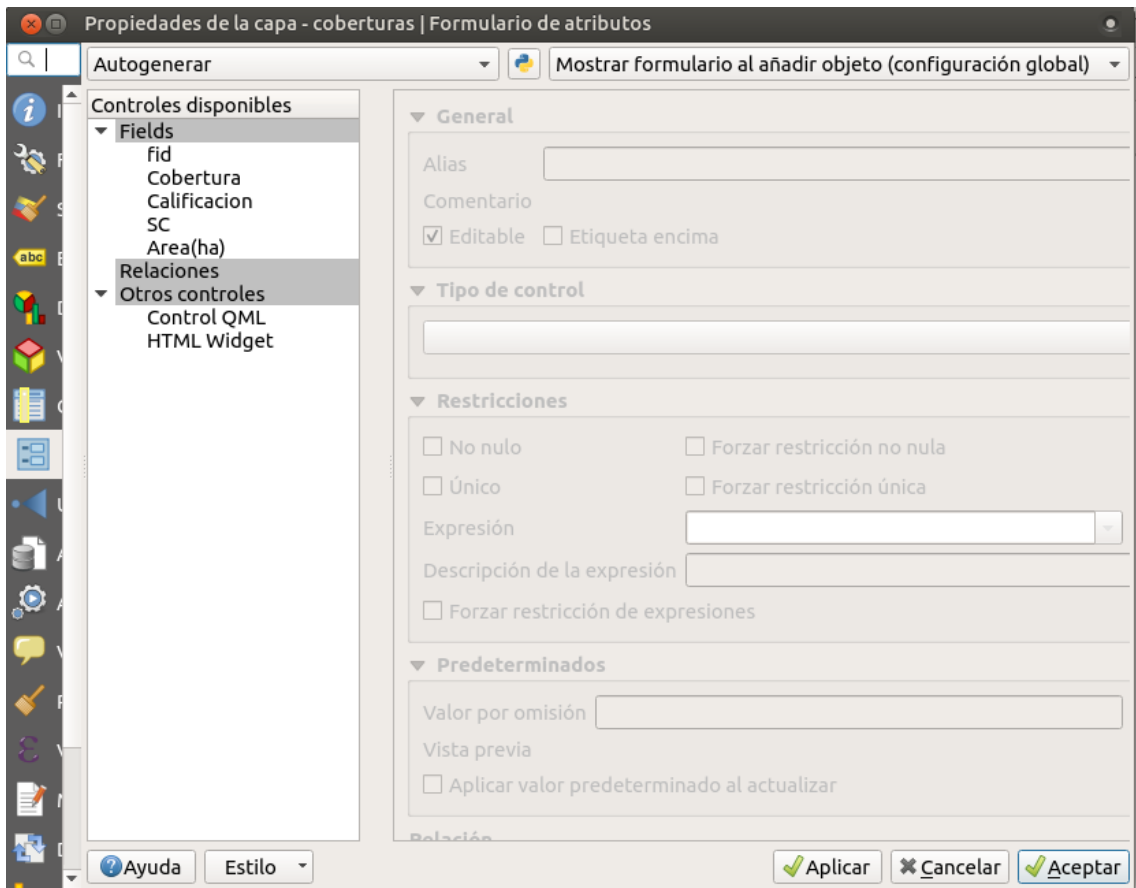 Propiedades de la capa - coberturas | Formulario de atributos
Autogenerar
Mostrar formulario al añadir objeto (configuración global)
Controles disponibles
Fields
fid
Cobertura
Calificacion
SC
Area(ha)
Relaciones
Otros controles
Control QML
HTML Widget
abc
General
Alias
Comentario
Editable Etiqueta encima
Tipo de control
Restricciones
No nulo Forzar restricción no nula
Único Forzar restricción única
Expresión
Descripción de la expresión
Forzar restricción de expresiones
Predeterminados
Valor por omisión
Vista previa
Aplicar valor predeterminado al actualizar
Relación
Ayuda Estilo Aplicar Cancelar Aceptar